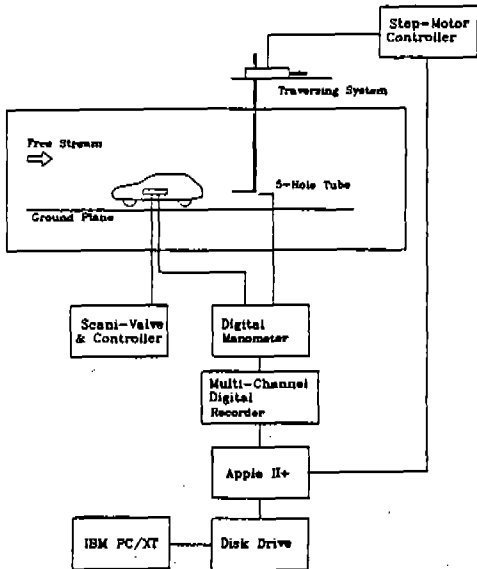 Step-Motor
Controller
Traversing System
Free Stream
5-Hole Tube
Ground Plane
Scani-Valve
& Controller
Digital
Manometer
Multi-Channel
Digital
Recorder
Apple II+
IBM PC/XT
Disk Drive